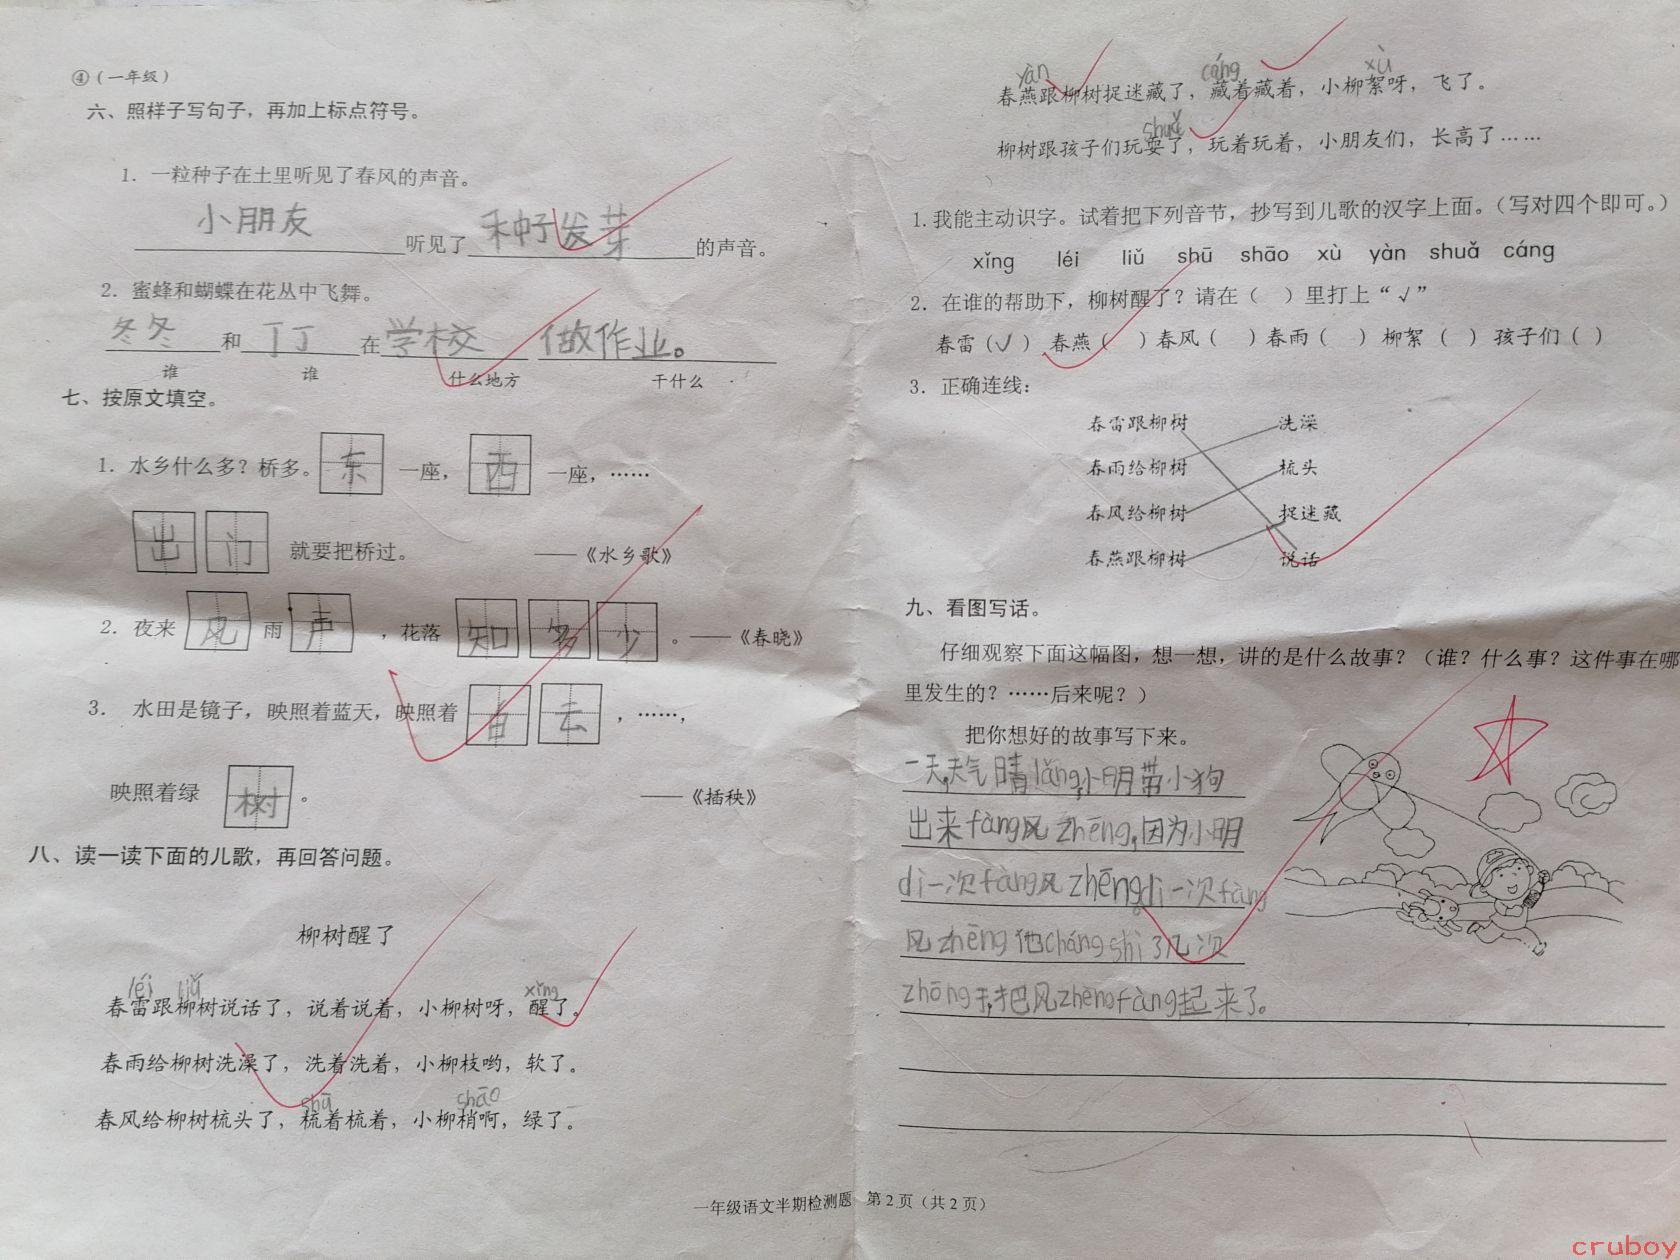 ④(一年级)
六、照样子写句子，再加上标点符号。
1. 一粒种子在土里听见了春风的声音。
小朋友听见了种子发芽的声音。
2. 蜜蜂和蝴蝶在花丛中飞舞。
冬冬和丁丁在学校做作业。
谁 谁 什么地方 干什么
七、按原文填空。
1. 水乡什么多？桥多。东一座，西一座，……
出门就要把桥过。 ——《水乡歌》
2. 夜来风雨声，花落知多少。——《春晓》
3. 水田是镜子，映照着蓝天，映照着白云，……，
映照着绿树。 ——《插秧》
八、读一读下面的儿歌，再回答问题。
柳树醒了
léi liǔ xǐng
春雷跟柳树说话了，说着说着，小柳树呀，醒了。
春雨给柳树洗澡了，洗着洗着，小柳枝哟，软了。
shū shāo
春风给柳树梳头了，梳着梳着，小柳梢啊，绿了。
yàn cáng xù
春燕跟柳树捉迷藏了，藏着藏着，小柳絮呀，飞了。
shuǎ
柳树跟孩子们玩耍了，玩着玩着，小朋友们，长高了……
1. 我能主动识字。试着把下列音节，抄写到儿歌的汉字上面。（写对四个即可。）
xǐng léi liǔ shū shāo xù yàn shuǎ cáng
2. 在谁的帮助下，柳树醒了？请在（ ）里打上“√”
春雷（√） 春燕（ ） 春风（ ） 春雨（ ） 柳絮（ ） 孩子们（ ）
3. 正确连线：
春雷跟柳树 洗澡
春雨给柳树 梳头
春风给柳树 捉迷藏
春燕跟柳树 说话
九、看图写话。
仔细观察下面这幅图，想一想，讲的是什么故事？（谁？什么事？这件事在哪
里发生的？……后来呢？）
把你想好的故事写下来。
一天，天气晴lǎng，小明带小狗
出来fàng风zhēng，因为小明
dì一次fàng风zhēng，dì一次fàng
风zhēng他cháng shì了几次
zhōng于把风zhēng fàng起来了。
一年级语文半期检测题 第2页（共2页）
cruboy